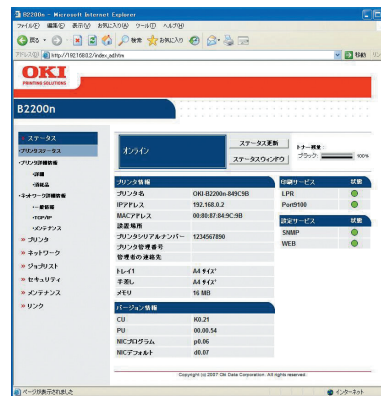 B2200n - Microsoft Internet Explorer
ファイル(F) 編集(E) 表示(V) お気に入り(A) ツール(T) ヘルプ(H)
戻る 検索 お気に入り
アドレス(D) http://192.168.0.2/index_ad.htm 移動
OKI
PRINTING SOLUTIONS
B2200n
ステータス
・プリンタステータス
・プリンタ詳細情報
・詳細
・消耗品
・ネットワーク詳細情報
・一般情報
・TCP/IP
・メンテナンス
» プリンタ
» ネットワーク
» ジョブリスト
» セキュリティ
» メンテナンス
» リンク
オンライン
ステータス更新
ステータスウィンドウ
トナー残量:
ブラック: 100%
プリンタ情報
プリンタ名 OKI-B2200n-849C9B
IPアドレス 192.168.0.2
MACアドレス 00:80:87:84:9C:9B
設置場所
プリンタシリアルナンバー 1234567890
プリンタ管理番号
管理者の連絡先
トレイ1 A4 サイズ
手差し A4 サイズ
メモリ 16 MB
バージョン情報
CU K0.21
PU 00.00.54
NICプログラム p0.06
NICデフォルト d0.07
印刷サービス 状態
LPR
Port9100
設定サービス 状態
SNMP
WEB
Copyright (c) 2007 Oki Data Corporation. All rights reserved.
ページが表示されました
インターネット